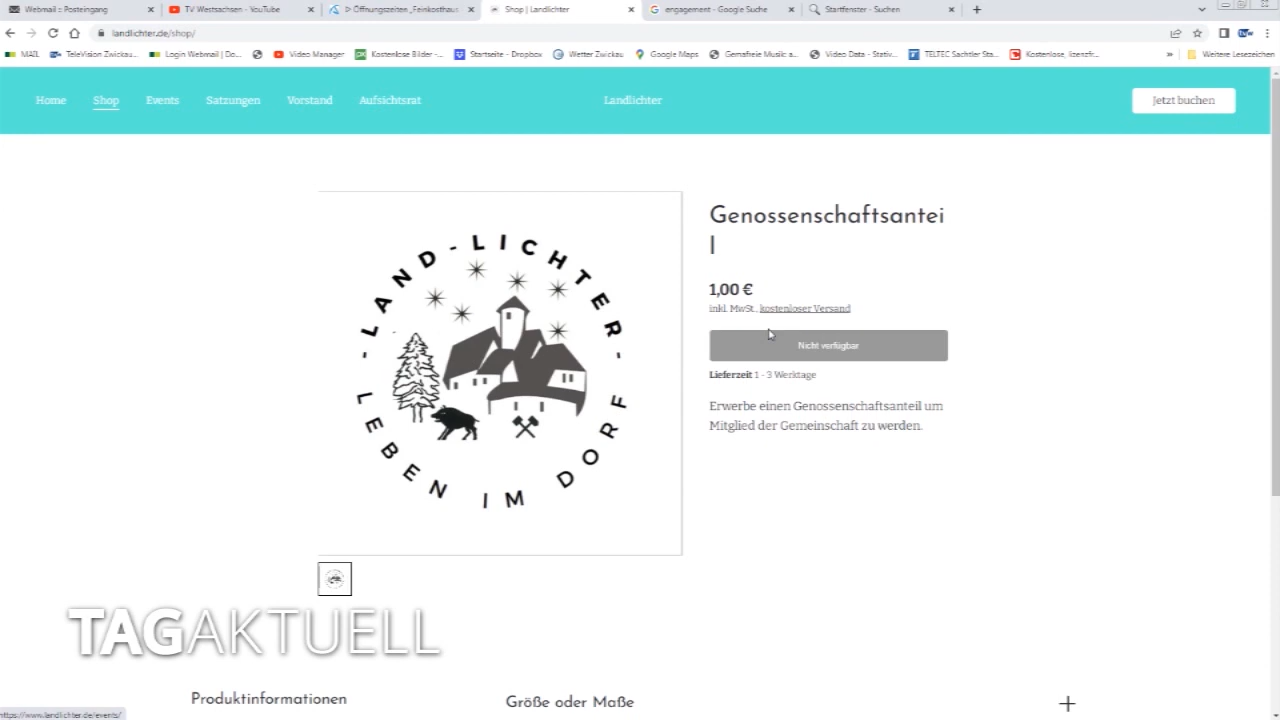 Webmail :: Posteingang
TV Westsachsen - YouTube
Öffnungszeiten „Feinkosthau
Shop | Landlichter
engagement - Google Suche
Startfenster - Suchen
landlichter.de/shop/
MAIL
TeleVision Zwickau...
Login Webmail | Do...
Video Manager
Kostenlose Bilder -...
Startseite - Dropbox
Wetter Zwickau
Google Maps
Gemafreie Musik: a...
Video Data - Stativ...
TELTEC Sachtler Sta...
Kostenlose, lizenzfr...
»
Weitere Lesezeichen
Home
Shop
Events
Satzungen
Vorstand
Aufsichtsrat
Landlichter
Jetzt buchen
- LAND-LICHTER -
LEBEN IM DORF
Genossenschaftsantei
l
1,00 €
inkl. MwSt., kostenloser Versand
Nicht verfügbar
Lieferzeit 1 - 3 Werktage
Erwerbe einen Genossenschaftsanteil um
Mitglied der Gemeinschaft zu werden.
TAGAKTUELL
Produktinformationen
Größe oder Maße
https://www.landlichter.de/events/